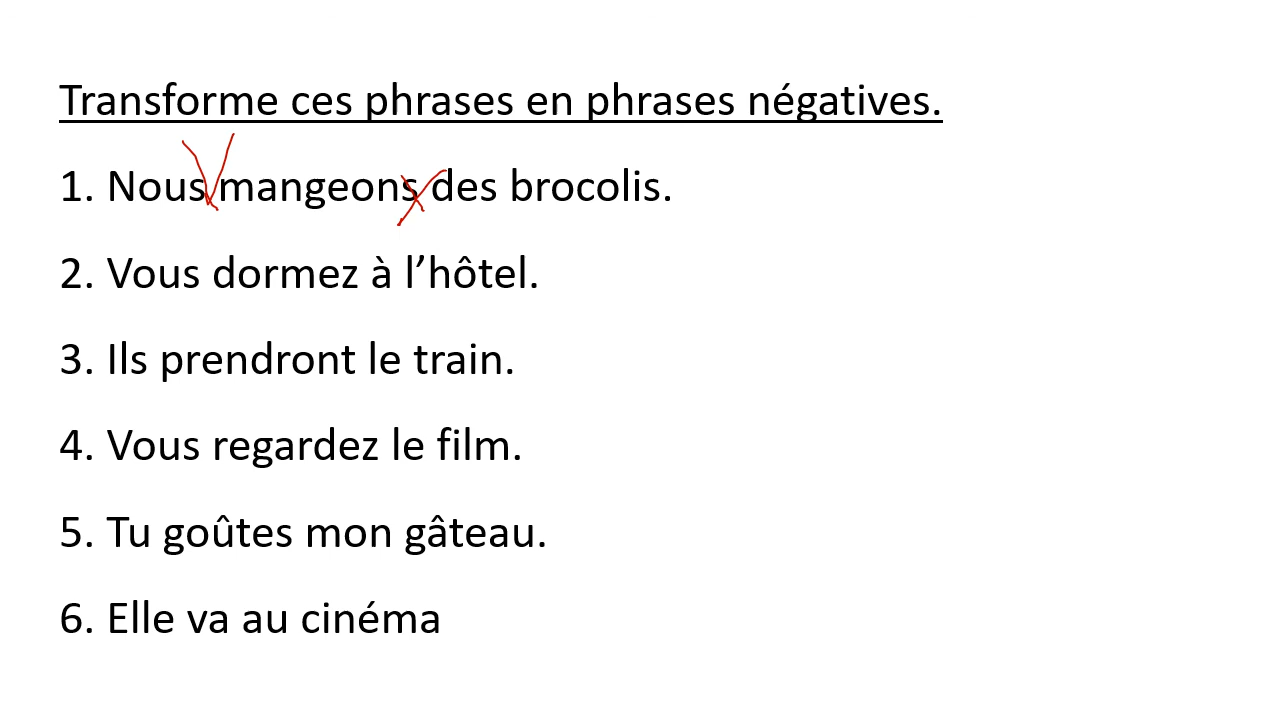 Transforme ces phrases en phrases négatives.
1. Nous mangeons des brocolis.
2. Vous dormez à l’hôtel.
3. Ils prendront le train.
4. Vous regardez le film.
5. Tu goûtes mon gâteau.
6. Elle va au cinéma